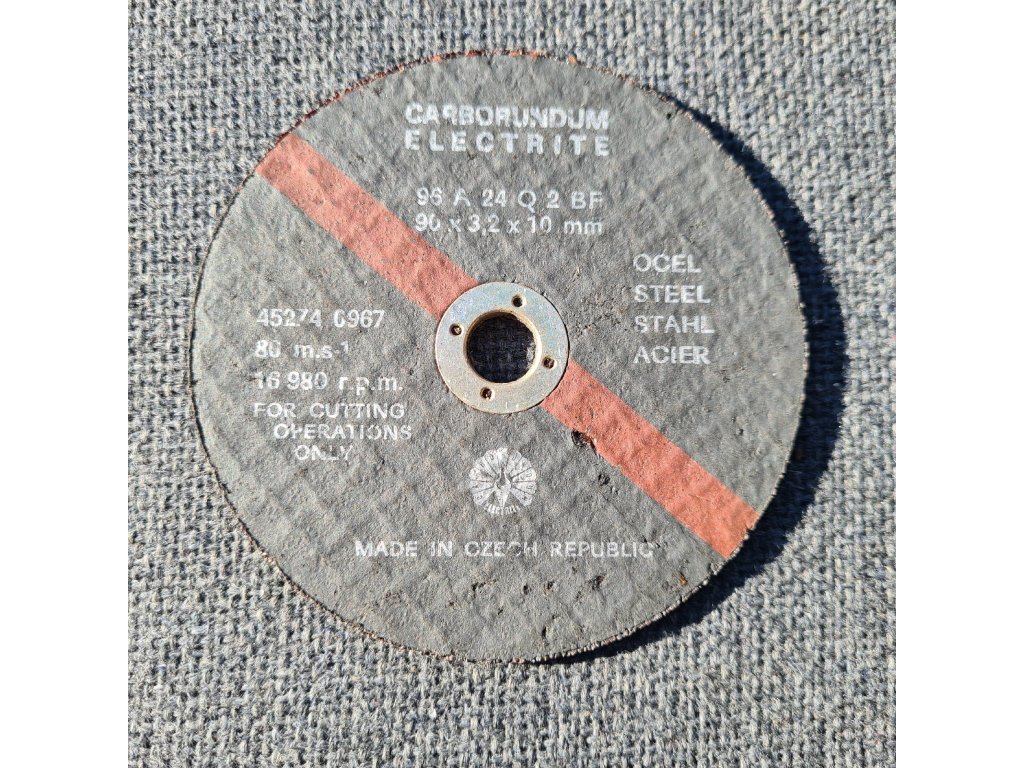 CARBORUNDUM
ELECTRITE
96 A 24 Q 2 BF
90 x 3,2 x 10 mm
OCEL
STEEL
STAHL
ACIER
45274 0967
80 m.s-1
16 980 r.p.m.
FOR CUTTING
OPERATIONS
ONLY
MADE IN CZECH REPUBLIC